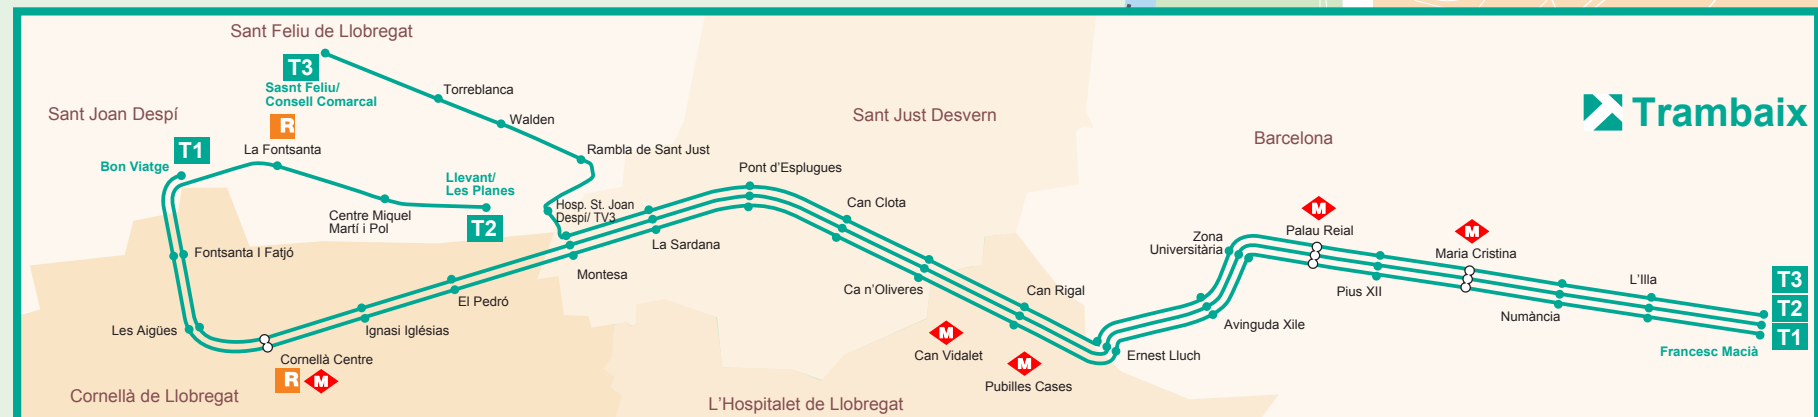 Sant Feliu de Llobregat
T3
Sasnt Feliu/
Consell Comarcal
R
Torreblanca
Walden
Rambla de Sant Just
Hosp. St. Joan
Despí/ TV3
Sant Joan Despí
T1
Bon Viatge
La Fontsanta
Centre Miquel
Martí i Pol
Llevant/
Les Planes
T2
Fontsanta I Fatjó
Les Aigües
Cornellà Centre
R M
Cornellà de Llobregat
Ignasi Iglésias
El Pedró
Montesa
La Sardana
Pont d'Esplugues
Sant Just Desvern
Can Clota
Ca n'Oliveres
Can Rigal
M
Can Vidalet
M
Pubilles Cases
L'Hospitalet de Llobregat
Ernest Lluch
Avinguda Xile
Zona
Universitària
Barcelona
M
Palau Reial
Pius XII
M
Maria Cristina
Numància
L'Illa
Francesc Macià
T3
T2
T1
Trambaix